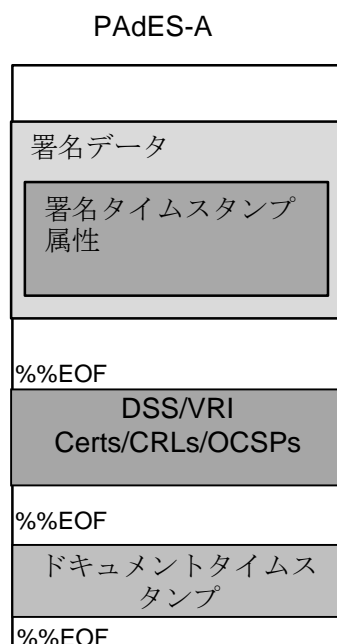 PAdES-A
署名データ
署名タイムスタンプ
属性
%%EOF
DSS/VRI
Certs/CRLs/OCSPs
%%EOF
ドキュメントタイムス
タンプ
%%EOF